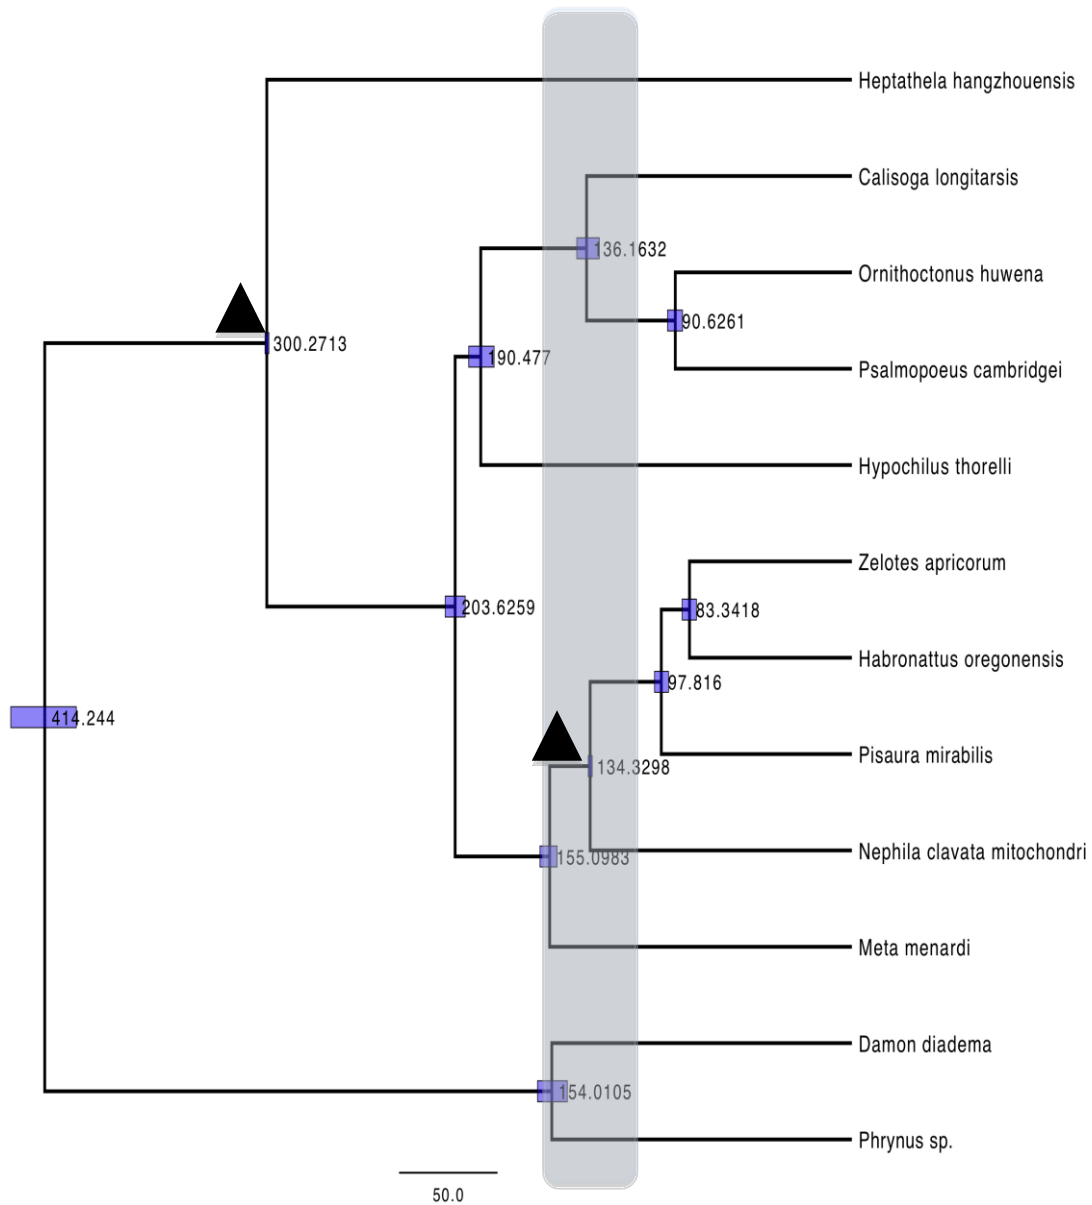 Heptathela hangzhouensis
Calisoga longitarsis
136.1632
Ornithoctonus huwena
90.6261
300.2713
190.477
Psalmopoeus cambridgei
Hypochilus thorelli
Zelotes apricorum
203.6259
83.3418
Habronattus oregonensis
97.816
414.244
Pisaura mirabilis
134.3298
Nephila clavata mitochondri
155.0983
Meta menardi
Damon diadema
154.0105
Phrynus sp.
50.0